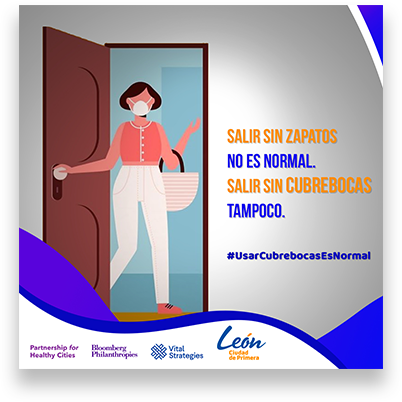 SALIR SIN ZAPATOS
NO ES NORMAL.
SALIR SIN CUBREBOCAS
TAMPOCO.
#UsarCubrebocasEsNormal
Partnership for
Healthy Cities
Bloomberg
Philanthropies
Vital
Strategies
León
Ciudad
de Primera